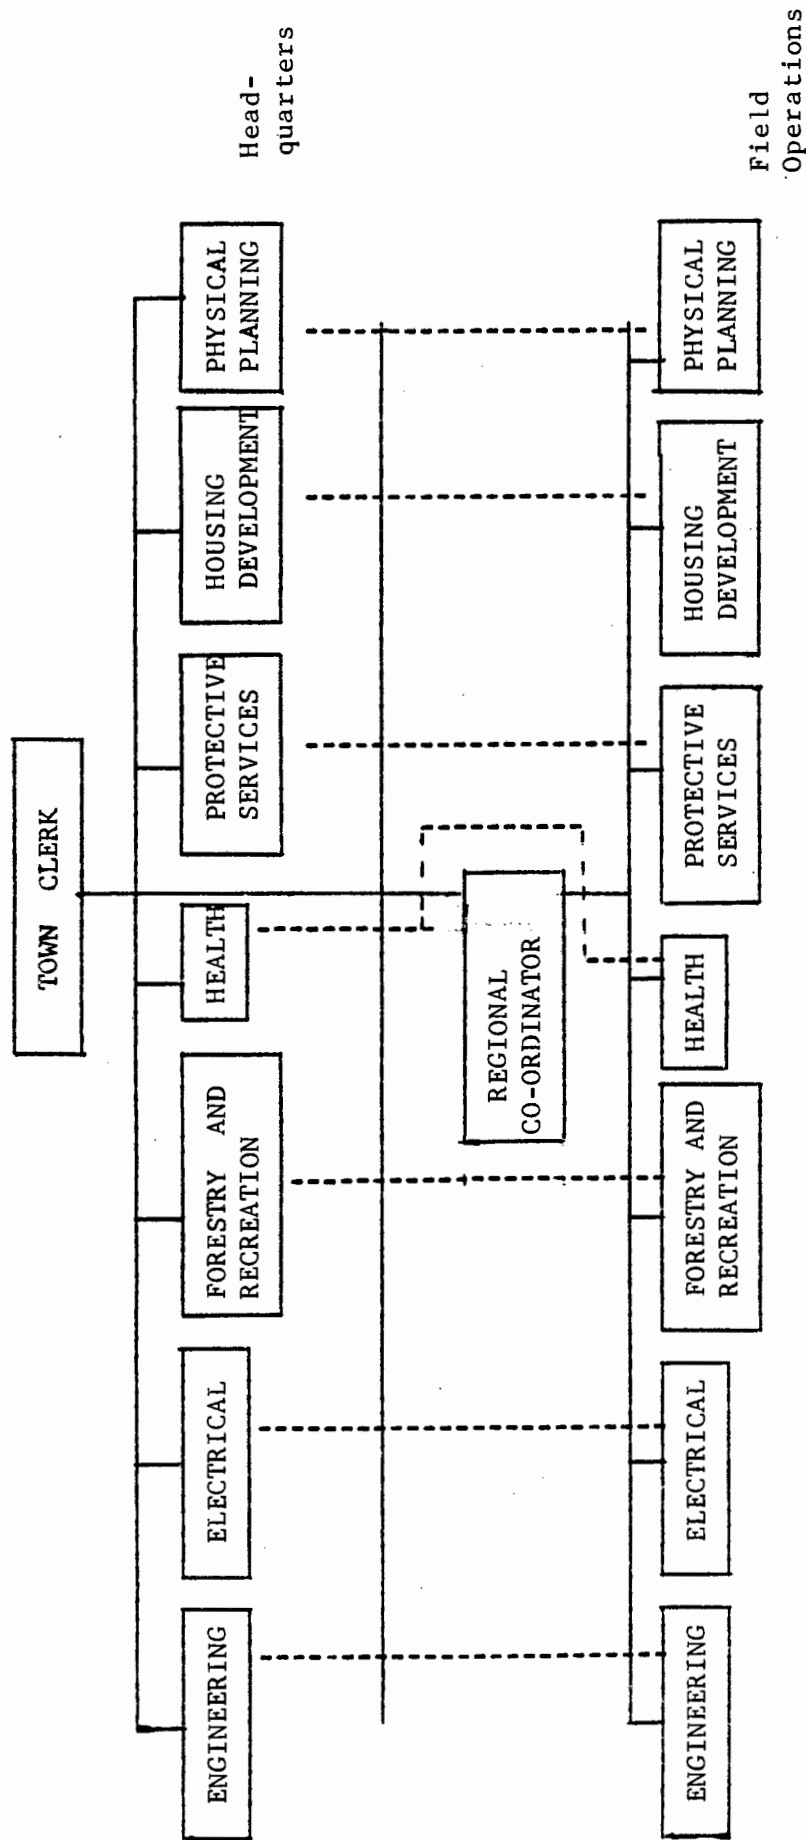 TOWN CLERK
ENGINEERING
ELECTRICAL
FORESTRY AND
RECREATION
HEALTH
PROTECTIVE
SERVICES
HOUSING
DEVELOPMENT
PHYSICAL
PLANNING
Head-
quarters
REGIONAL
CO-ORDINATOR
ENGINEERING
ELECTRICAL
FORESTRY AND
RECREATION
HEALTH
PROTECTIVE
SERVICES
HOUSING
DEVELOPMENT
PHYSICAL
PLANNING
Field
Operations